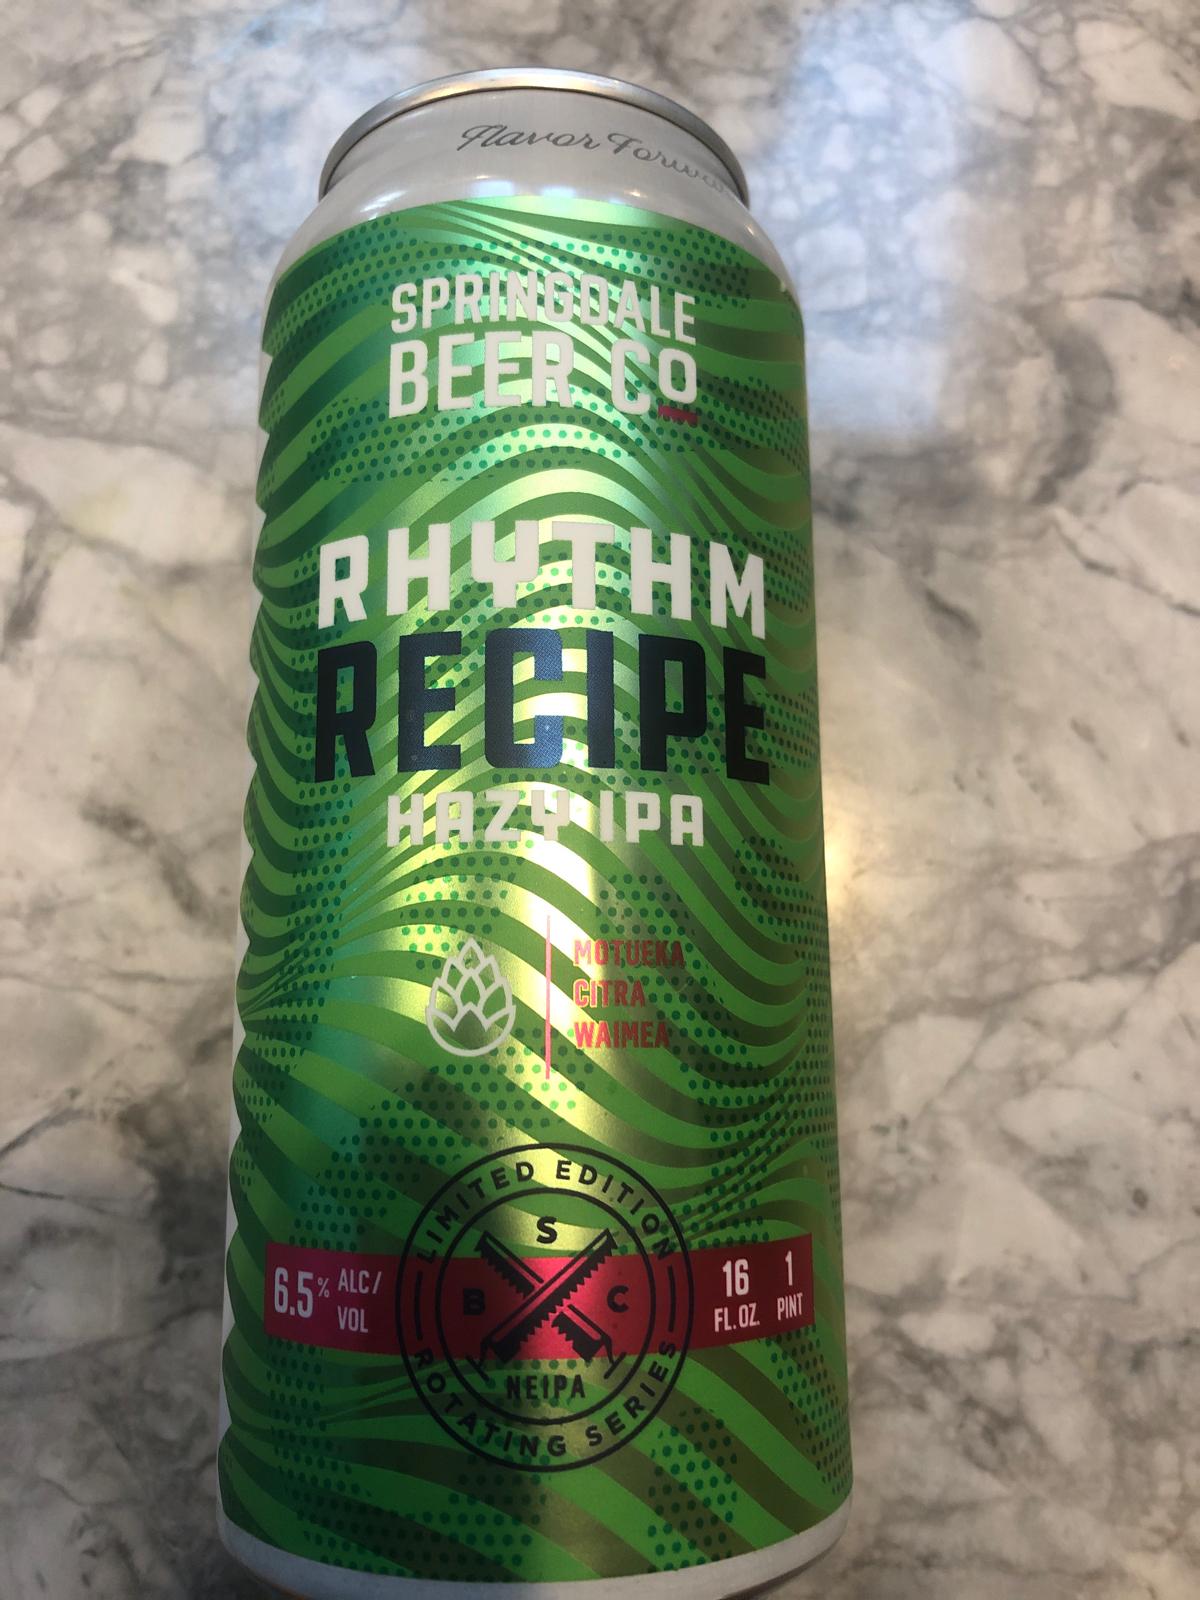 Flavor Forwa
SPRINGDALE
BEER CO
RHYTHM
RECIPE
HAZY IPA
MOTUEKA
CITRA
WAIMEA
LIMITED EDITION
S
B C
NEIPA
ROTATING SERIES
6.5% ALC/
VOL
16
FL.OZ.
1
PINT